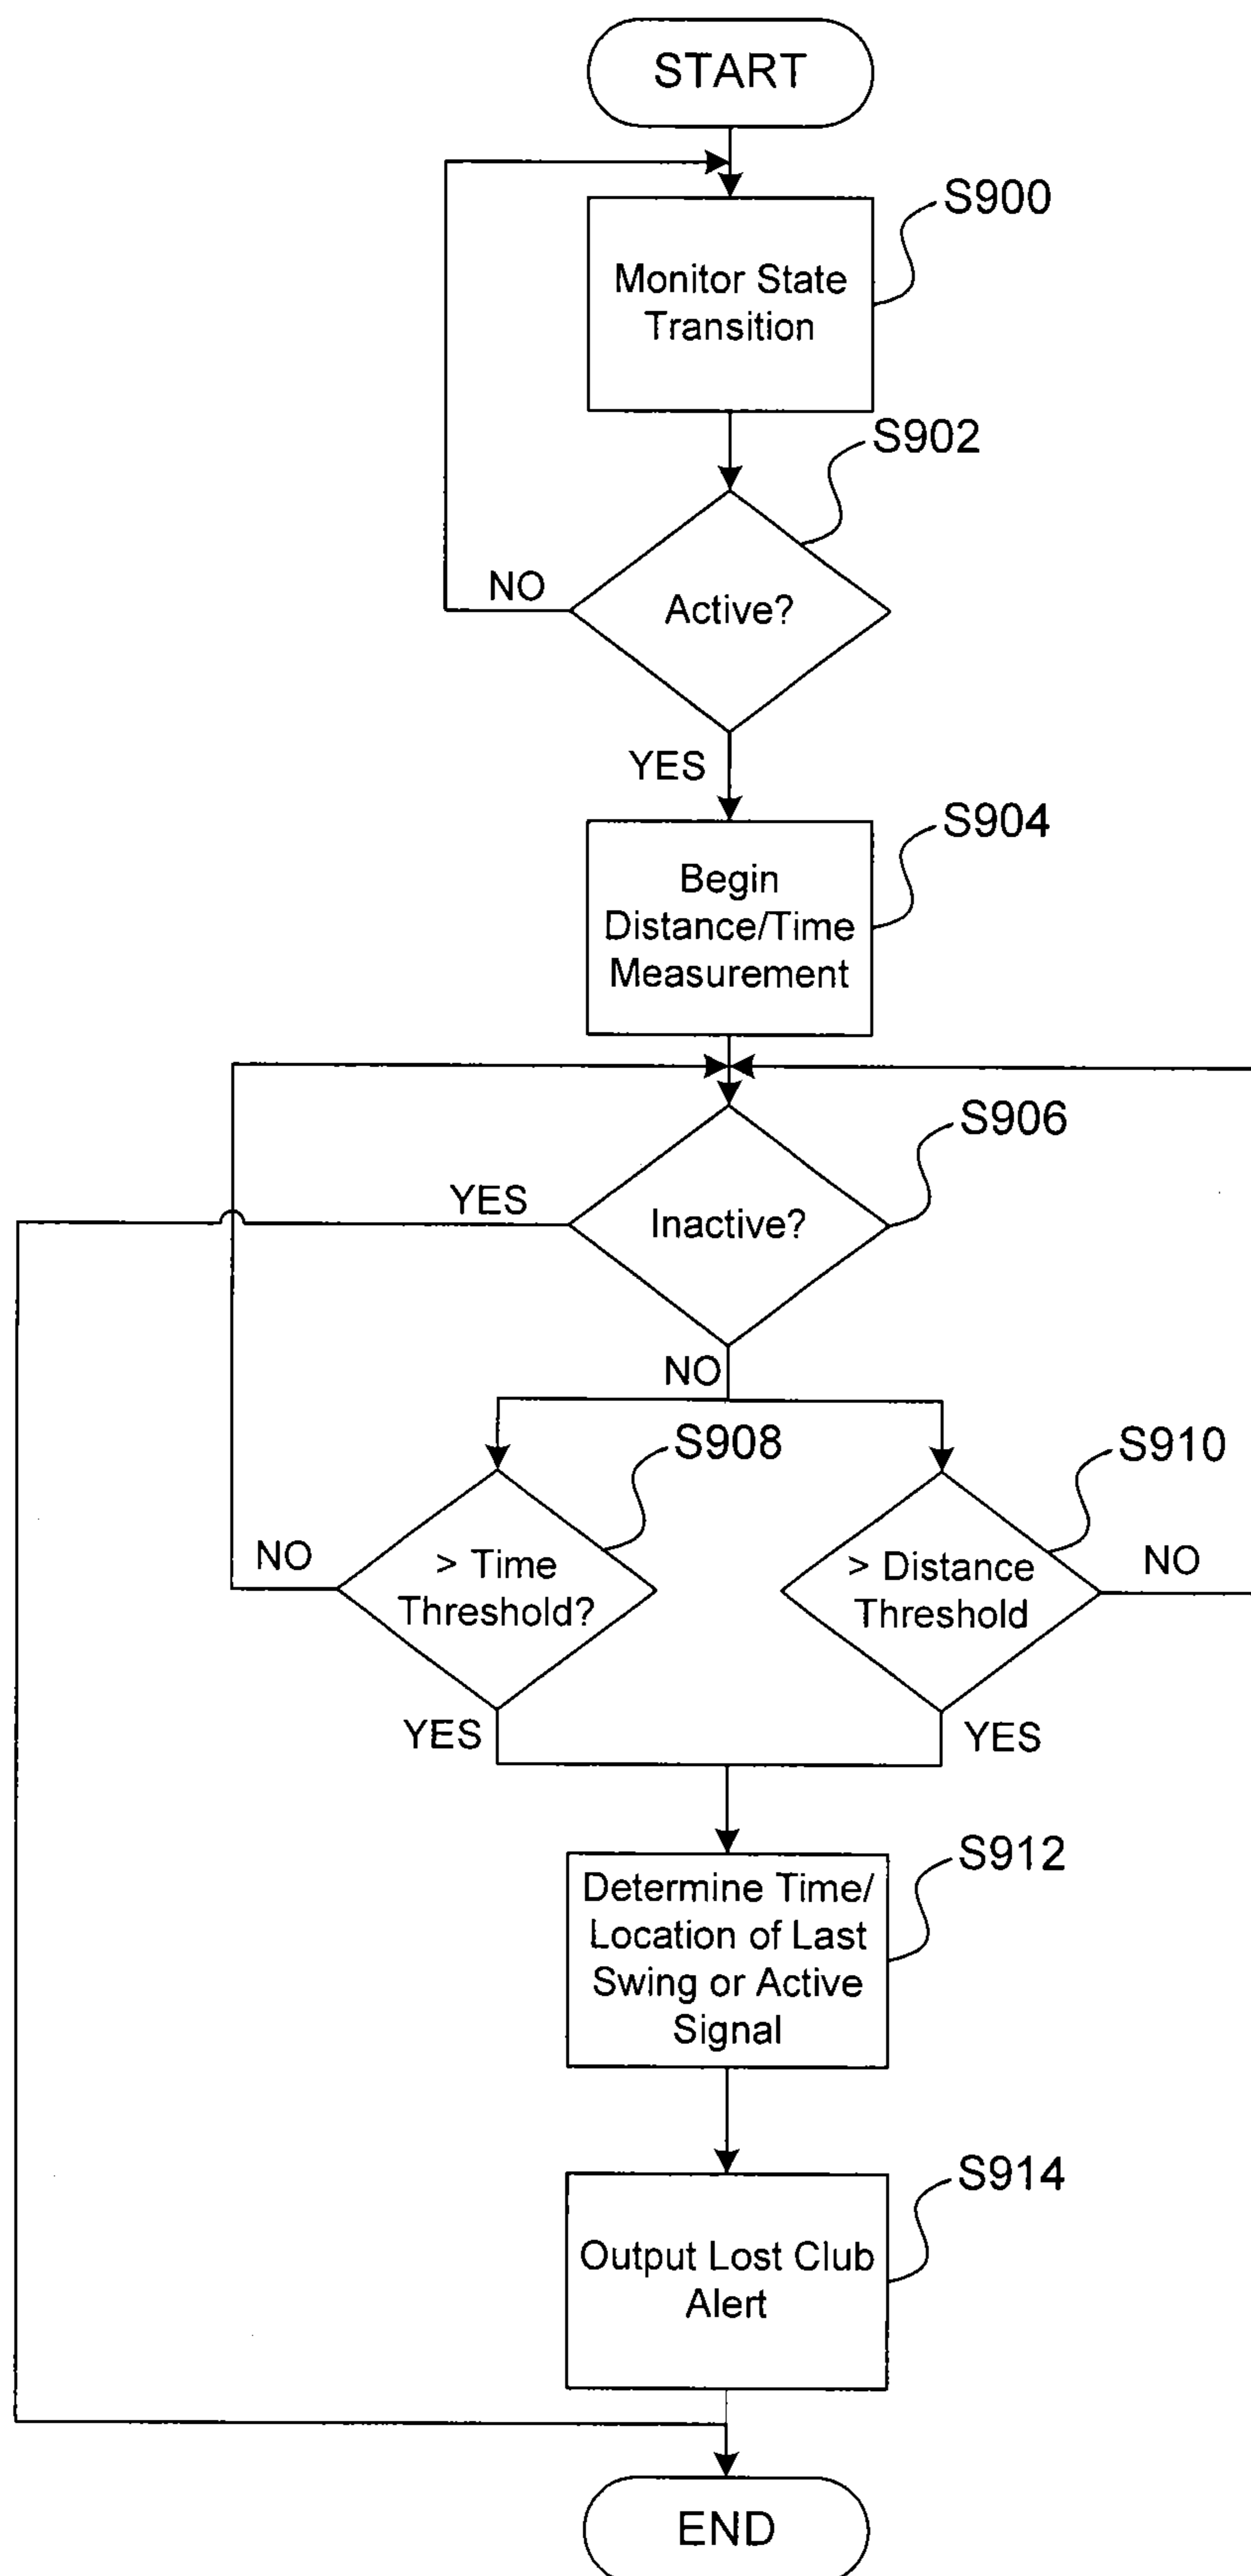 START
S900
Monitor State
Transition
S902
Active?
NO
YES
S904
Begin
Distance/Time
Measurement
S906
YES
Inactive?
NO
S908
S910
NO
> Time
Threshold?
> Distance
Threshold
NO
YES
YES
S912
Determine Time/
Location of Last
Swing or Active
Signal
S914
Output Lost Club
Alert
END